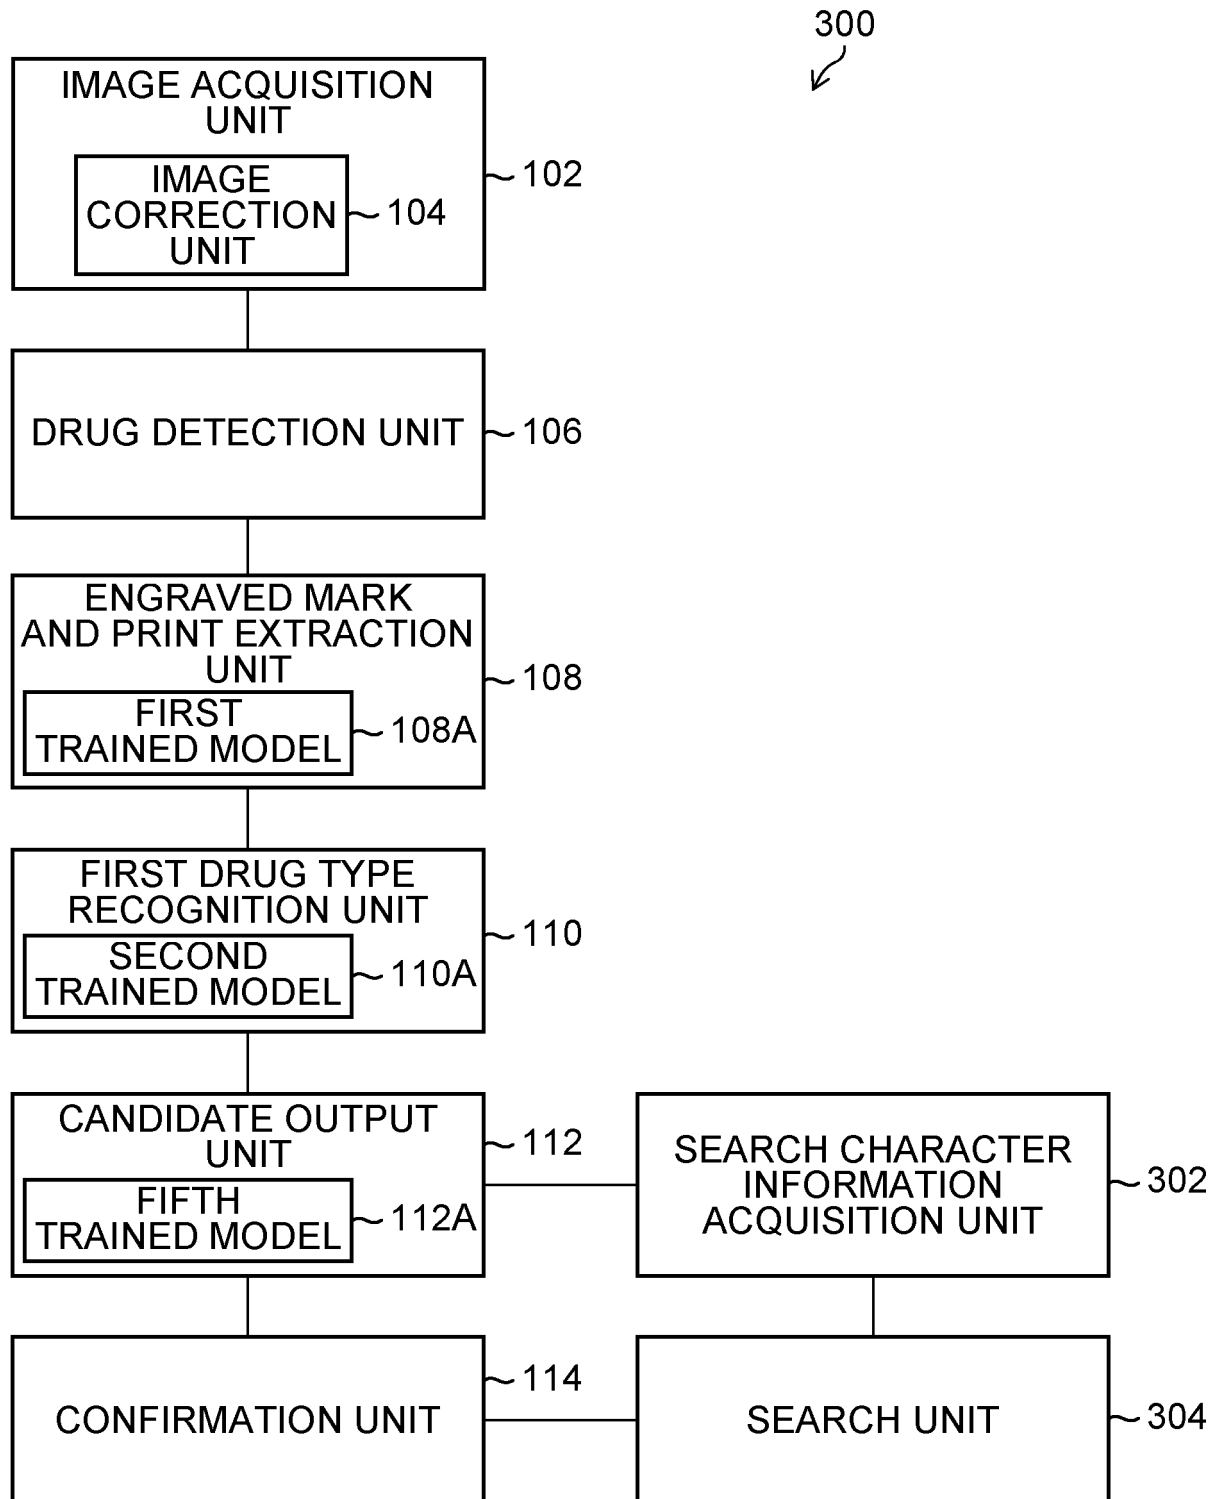 300
IMAGE ACQUISITION
UNIT
102
IMAGE
CORRECTION
UNIT
104
DRUG DETECTION UNIT
106
ENGRAVED MARK
AND PRINT EXTRACTION
UNIT
108
FIRST
TRAINED MODEL
108A
FIRST DRUG TYPE
RECOGNITION UNIT
110
SECOND
TRAINED MODEL
110A
CANDIDATE OUTPUT
UNIT
112
FIFTH
TRAINED MODEL
112A
SEARCH CHARACTER
INFORMATION
ACQUISITION UNIT
302
CONFIRMATION UNIT
114
SEARCH UNIT
304